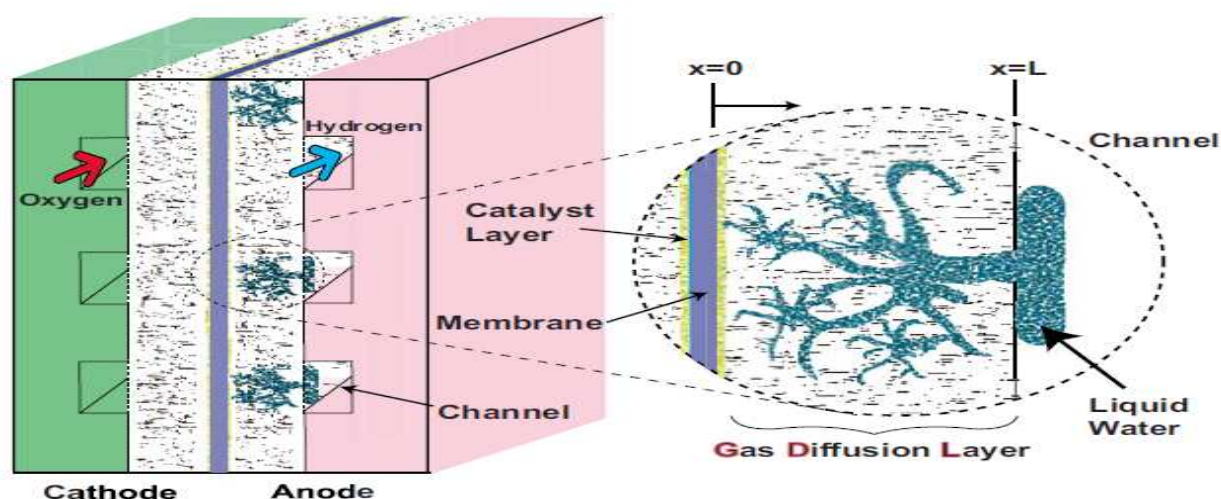 x=0
x=L
Hydrogen
Channel
Oxygen
Catalyst
Layer
Membrane
Channel
Liquid
Water
Gas Diffusion Layer
Cathode
Anode